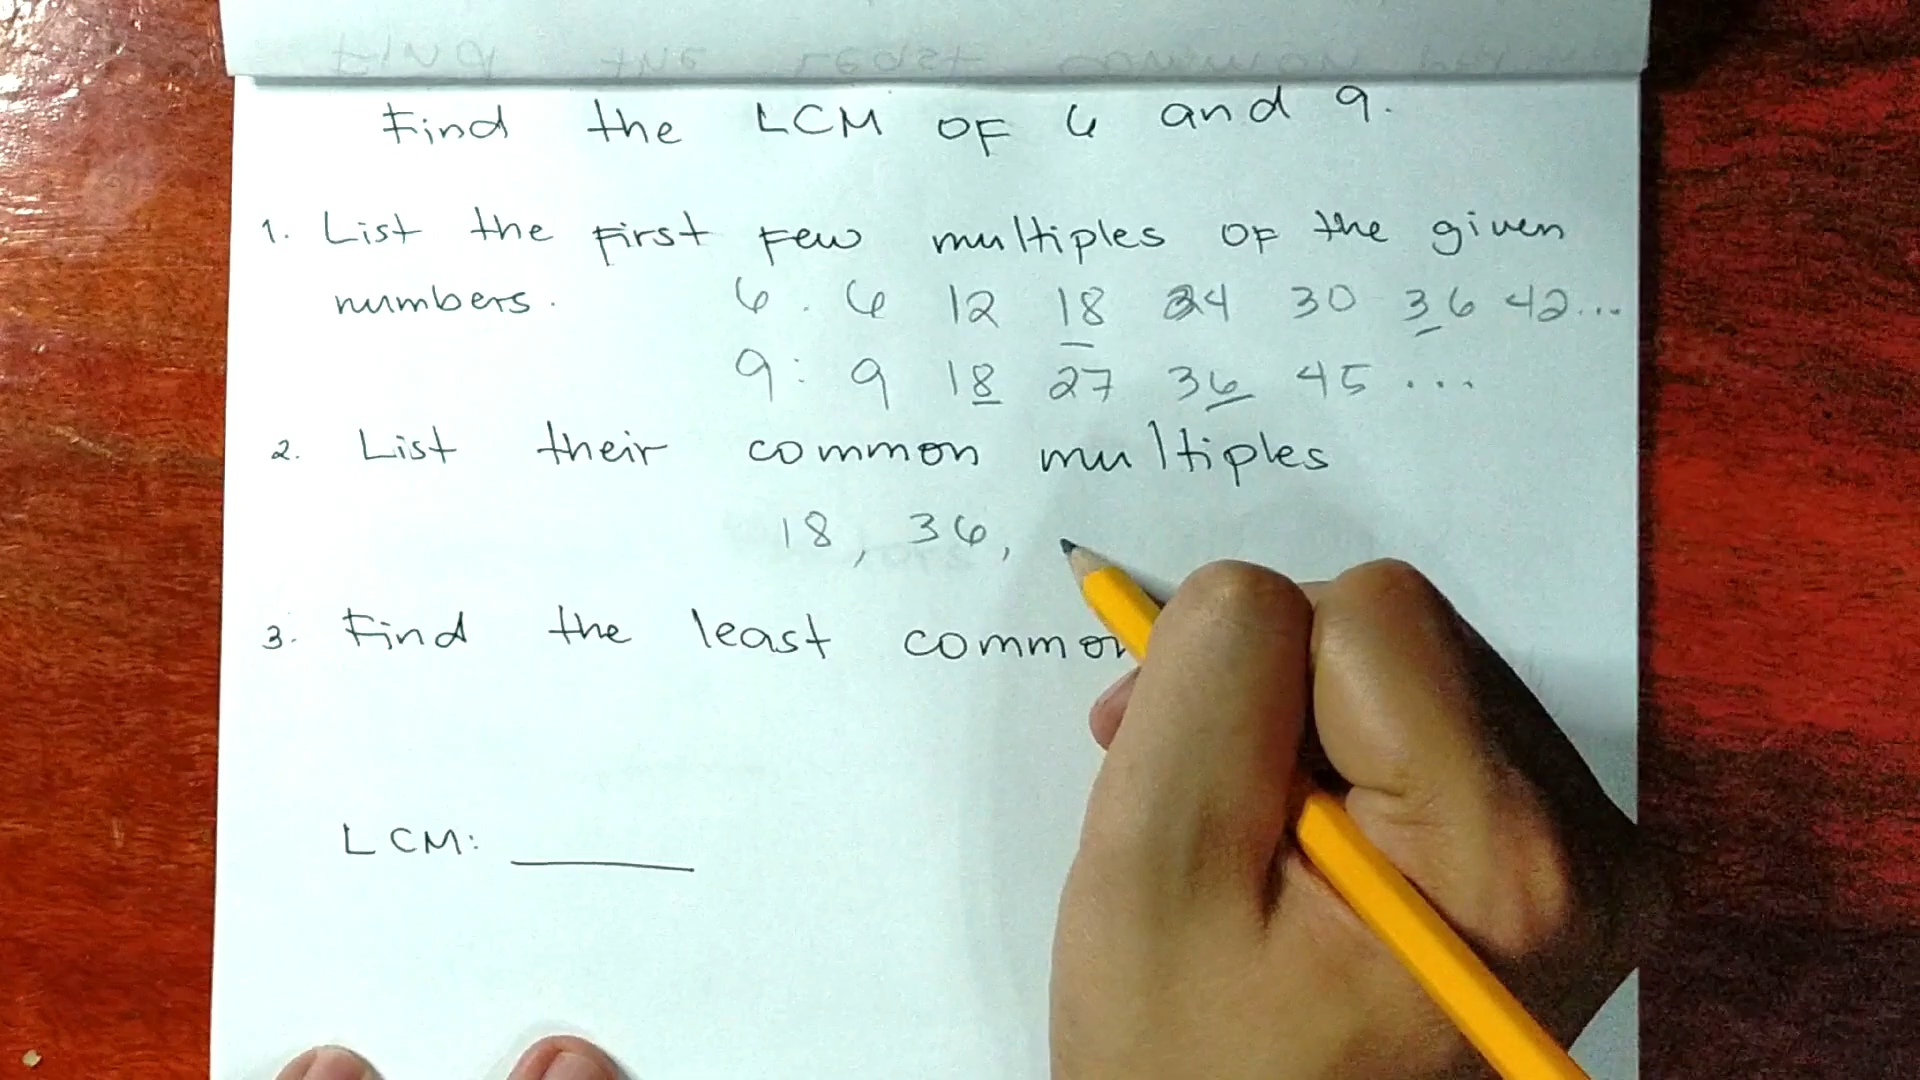 Find the LCM OF 6 and 9.
1. List the First Few multiples OF the given
numbers.
6. 6 12 18 24 30 36 42...
9: 9 18 27 36 45 ...
2. List their common multiples
18, 36,
3. Find the least
LCM: